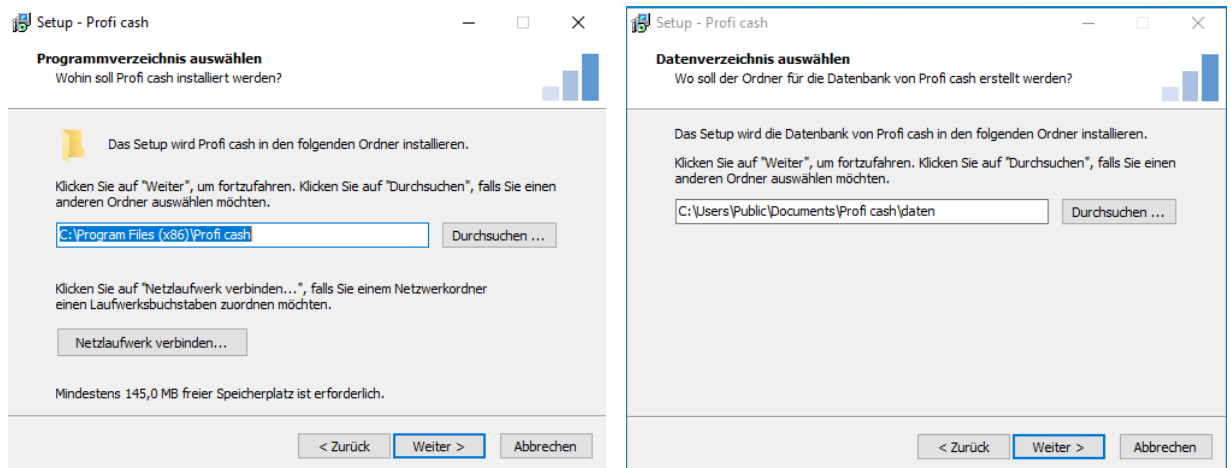 Setup - Profi cash
Programmverzeichnis auswählen
Wohin soll Profi cash installiert werden?
Das Setup wird Profi cash in den folgenden Ordner installieren.
Klicken Sie auf "Weiter", um fortzufahren. Klicken Sie auf "Durchsuchen", falls Sie einen
anderen Ordner auswählen möchten.
C:\Program Files (x86)\Profi cash
Durchsuchen ...
Klicken Sie auf "Netzlaufwerk verbinden...", falls Sie einem Netzwerkordner
einen Laufwerksbuchstaben zuordnen möchten.
Netzlaufwerk verbinden...
Mindestens 145,0 MB freier Speicherplatz ist erforderlich.
< Zurück
Weiter >
Abbrechen
Setup - Profi cash
Datenverzeichnis auswählen
Wo soll der Ordner für die Datenbank von Profi cash erstellt werden?
Das Setup wird die Datenbank von Profi cash in den folgenden Ordner installieren.
Klicken Sie auf "Weiter", um fortzufahren. Klicken Sie auf "Durchsuchen", falls Sie einen
anderen Ordner auswählen möchten.
C:\Users\Public\Documents\Profi cash\daten
Durchsuchen ...
< Zurück
Weiter >
Abbrechen